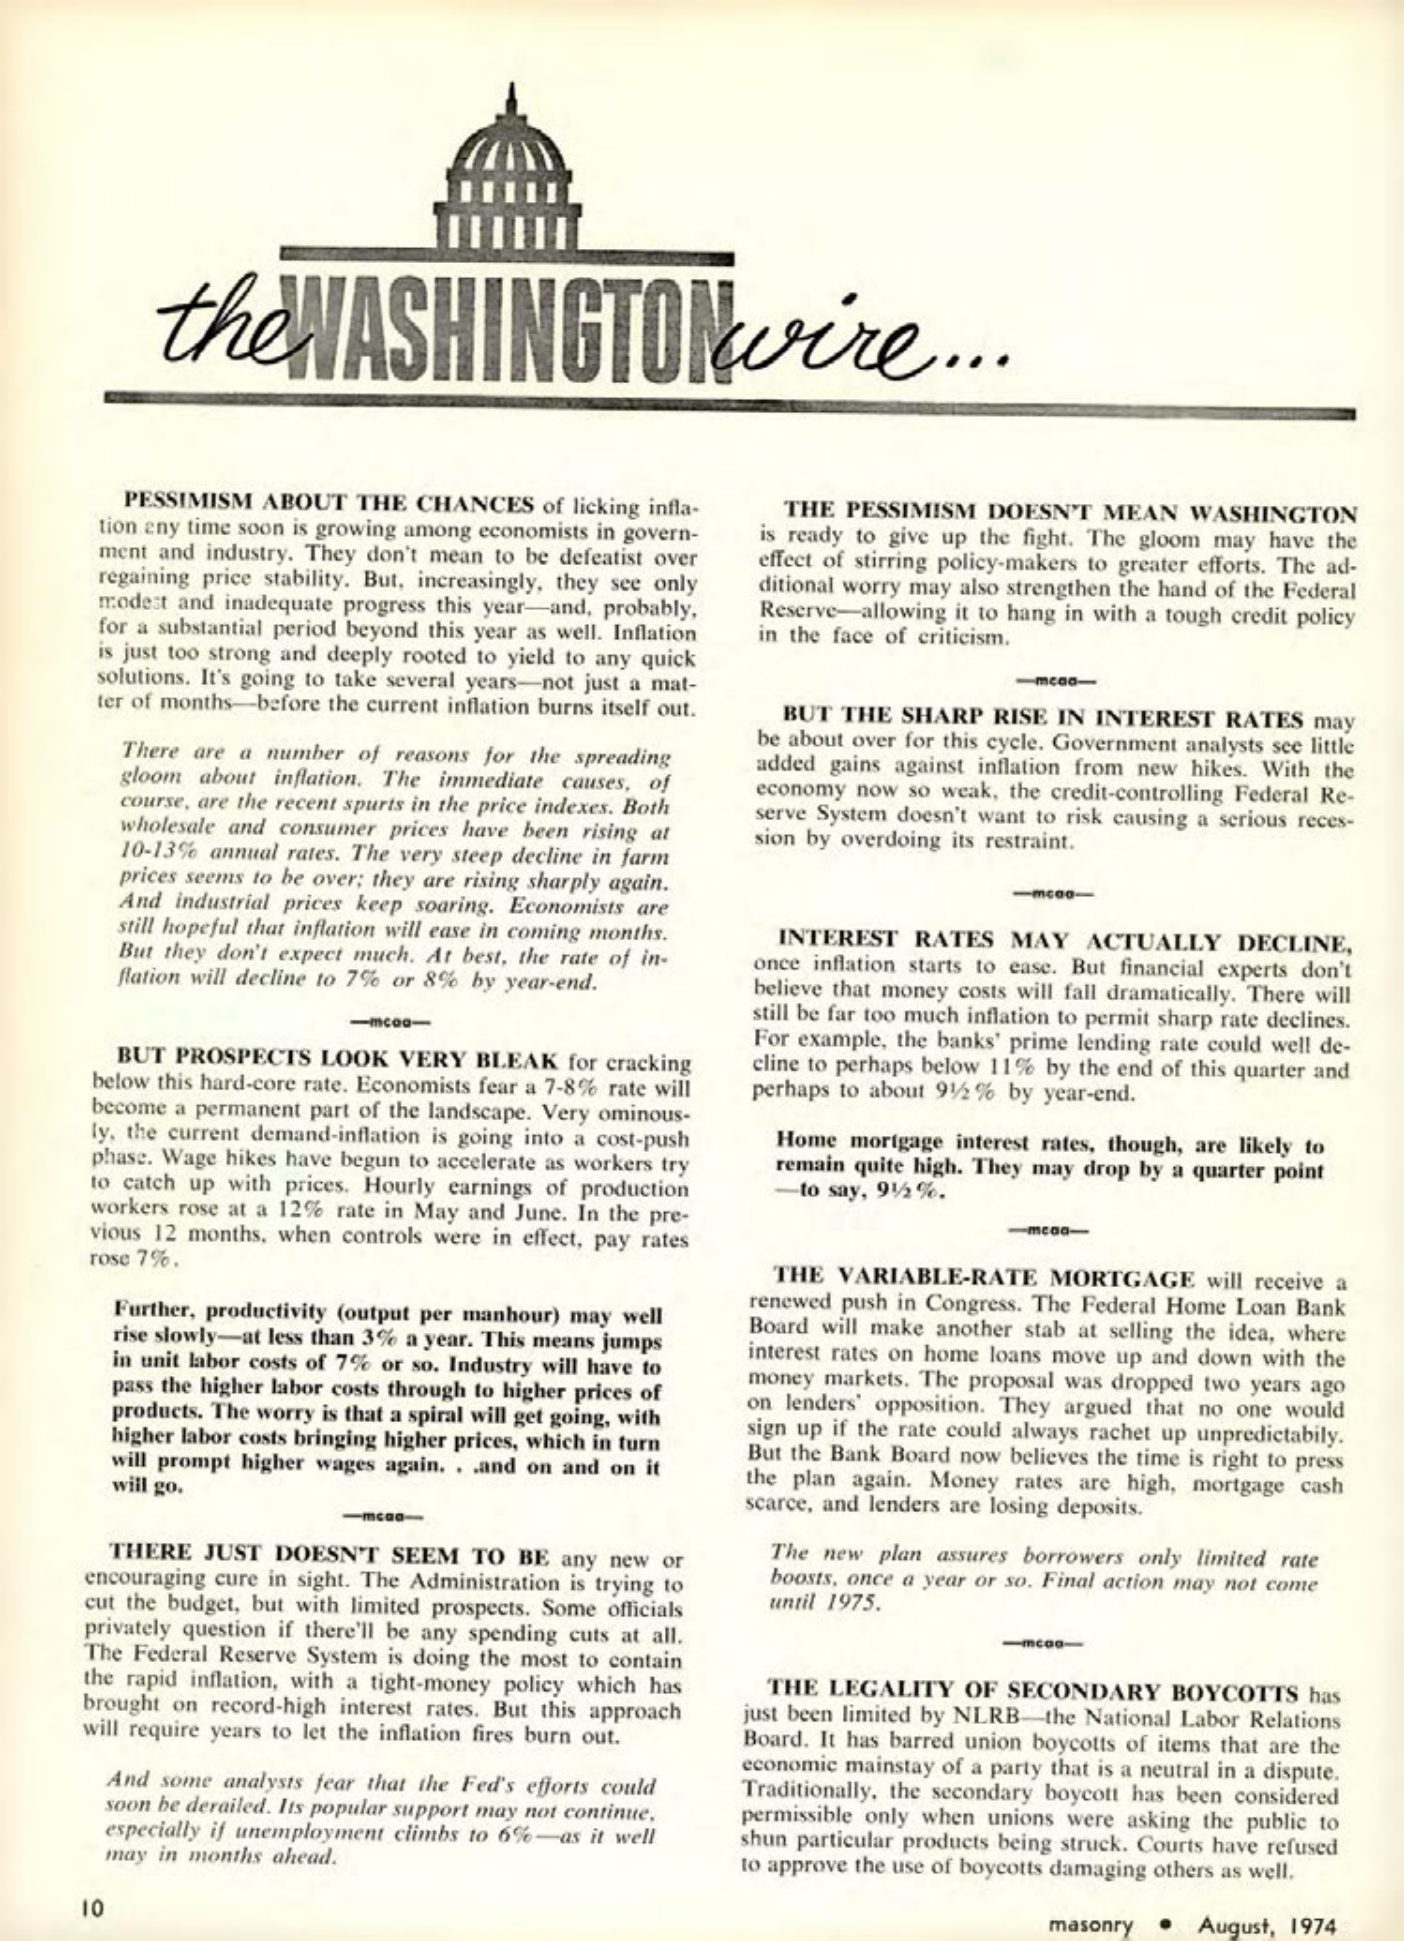 the WASHINGTON wire...
PESSIMISM ABOUT THE CHANCES of licking infla-
tion any time soon is growing among economists in govern-
ment and industry. They don't mean to be defeatist over
regaining price stability. But, increasingly, they see only
modest and inadequate progress this year—and, probably,
for a substantial period beyond this year as well. Inflation
is just too strong and deeply rooted to yield to any quick
solutions. It's going to take several years—not just a mat-
ter of months—before the current inflation burns itself out.
There are a number of reasons for the spreading
gloom about inflation. The immediate causes, of
course, are the recent spurts in the price indexes. Both
wholesale and consumer prices have been rising at
10-13% annual rates. The very steep decline in farm
prices seems to be over; they are rising sharply again.
And industrial prices keep soaring. Economists are
still hopeful that inflation will ease in coming months.
But they don't expect much. At best, the rate of in-
flation will decline to 7% or 8% by year-end.
—mcaa—
BUT PROSPECTS LOOK VERY BLEAK for cracking
below this hard-core rate. Economists fear a 7-8% rate will
become a permanent part of the landscape. Very ominous-
ly, the current demand-inflation is going into a cost-push
phase. Wage hikes have begun to accelerate as workers try
to catch up with prices. Hourly earnings of production
workers rose at a 12% rate in May and June. In the pre-
vious 12 months, when controls were in effect, pay rates
rose 7%.
Further, productivity (output per manhour) may well
rise slowly—at less than 3% a year. This means jumps
in unit labor costs of 7% or so. Industry will have to
pass the higher labor costs through to higher prices of
products. The worry is that a spiral will get going, with
higher labor costs bringing higher prices, which in turn
will prompt higher wages again. . .and on and on it
will go.
—mcaa—
THERE JUST DOESN'T SEEM TO BE any new or
encouraging cure in sight. The Administration is trying to
cut the budget, but with limited prospects. Some officials
privately question if there'll be any spending cuts at all.
The Federal Reserve System is doing the most to contain
the rapid inflation, with a tight-money policy which has
brought on record-high interest rates. But this approach
will require years to let the inflation fires burn out.
And some analysts fear that the Fed's efforts could
soon be derailed. Its popular support may not continue,
especially if unemployment climbs to 6%—as it well
may in months ahead.
THE PESSIMISM DOESN'T MEAN WASHINGTON
is ready to give up the fight. The gloom may have the
effect of stirring policy-makers to greater efforts. The ad-
ditional worry may also strengthen the hand of the Federal
Reserve—allowing it to hang in with a tough credit policy
in the face of criticism.
—mcaa—
BUT THE SHARP RISE IN INTEREST RATES may
be about over for this cycle. Government analysts see little
added gains against inflation from new hikes. With the
economy now so weak, the credit-controlling Federal Re-
serve System doesn't want to risk causing a serious reces-
sion by overdoing its restraint.
—mcaa—
INTEREST RATES MAY ACTUALLY DECLINE,
once inflation starts to ease. But financial experts don't
believe that money costs will fall dramatically. There will
still be far too much inflation to permit sharp rate declines.
For example, the banks' prime lending rate could well de-
cline to perhaps below 11% by the end of this quarter and
perhaps to about 9½% by year-end.
Home mortgage interest rates, though, are likely to
remain quite high. They may drop by a quarter point
—to say, 9½%.
—mcaa—
THE VARIABLE-RATE MORTGAGE will receive a
renewed push in Congress. The Federal Home Loan Bank
Board will make another stab at selling the idea, where
interest rates on home loans move up and down with the
money markets. The proposal was dropped two years ago
on lenders' opposition. They argued that no one would
sign up if the rate could always rachet up unpredictabily.
But the Bank Board now believes the time is right to press
the plan again. Money rates are high, mortgage cash
scarce, and lenders are losing deposits.
The new plan assures borrowers only limited rate
boosts, once a year or so. Final action may not come
until 1975.
—mcaa—
THE LEGALITY OF SECONDARY BOYCOTTS has
just been limited by NLRB—the National Labor Relations
Board. It has barred union boycotts of items that are the
economic mainstay of a party that is a neutral in a dispute.
Traditionally, the secondary boycott has been considered
permissible only when unions were asking the public to
shun particular products being struck. Courts have refused
to approve the use of boycotts damaging others as well.
10
masonry • August, 1974